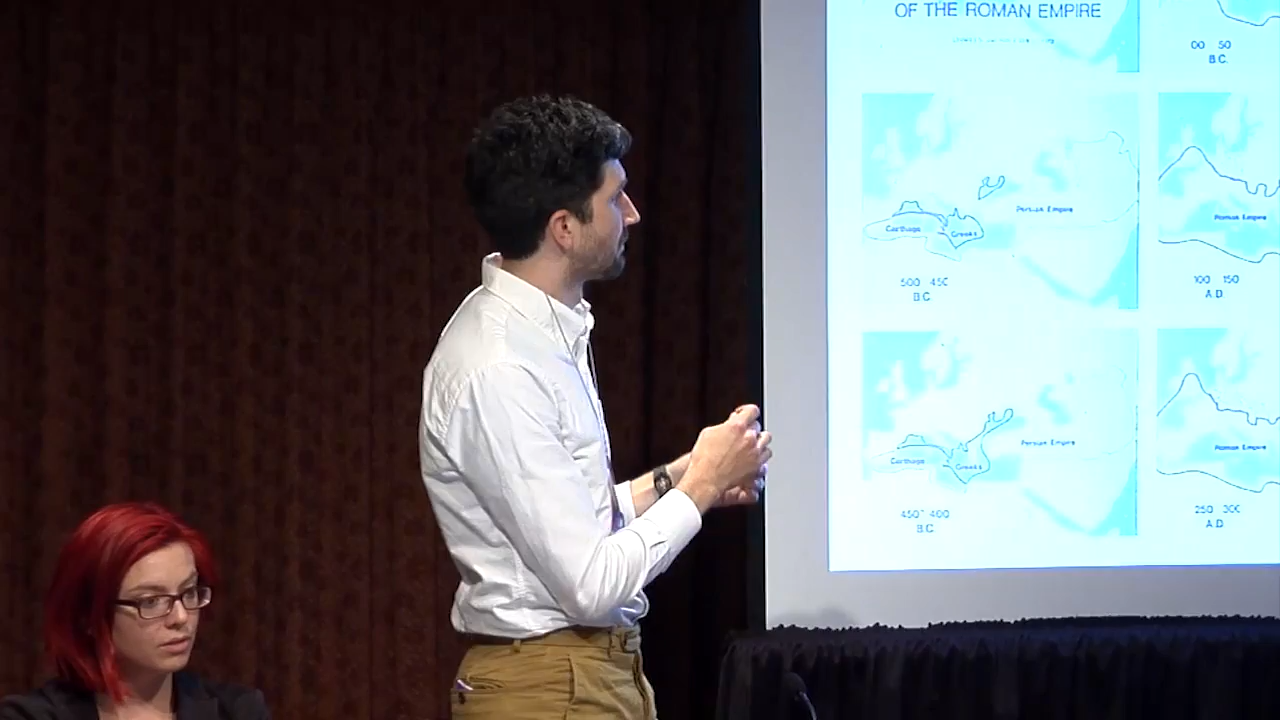 OF THE ROMAN EMPIRE
00 50
B.C.
Persian Empire
Carthage
Greeks
500 450
B.C.
Roman Empire
100 150
A.D.
Persian Empire
Carthage
Greeks
450 400
B.C.
Roman Empire
250 300
A.D.